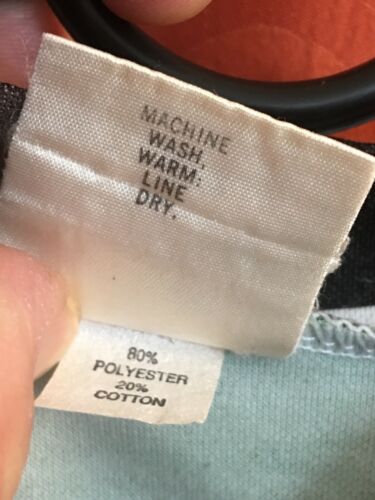 MACHINE
WASH,
WARM:
LINE
DRY.
80%
POLYESTER
20%
COTTON